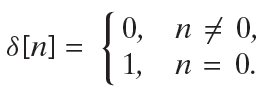 δ[n] = { 0, n ≠ 0,
1, n = 0.